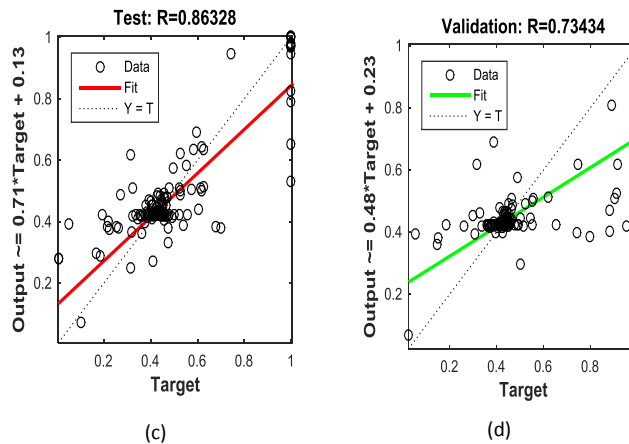 Test: R=0.86328
Output ~= 0.71*Target + 0.13
1
0.8
0.6
0.4
0.2
Data
Fit
Y = T
0.2
0.4
0.6
0.8
1
Target
(c)
Validation: R=0.73434
Output ~= 0.48*Target + 0.23
1
0.8
0.6
0.4
0.2
Data
Fit
Y = T
0.2
0.4
0.6
0.8
Target
(d)